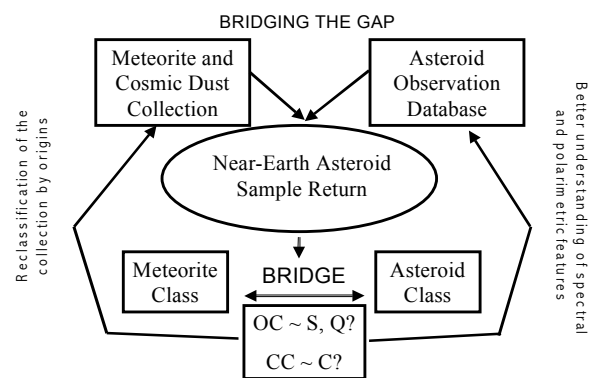 BRIDGING THE GAP
Meteorite and
Cosmic Dust
Collection
Asteroid
Observation
Database
Reclassification of the
collection by origins
Better understanding of spectral
and polarimetric features
Near-Earth Asteroid
Sample Return
Meteorite
Class
BRIDGE
Asteroid
Class
OC ~ S, Q?
CC ~ C?